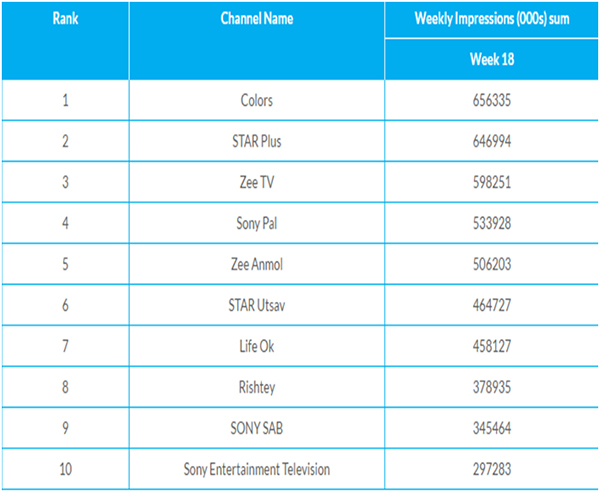 Rank Channel Name Weekly Impressions (000s) sum
Week 18
1 Colors 656335
2 STAR Plus 646994
3 Zee TV 598251
4 Sony Pal 533928
5 Zee Anmol 506203
6 STAR Utsav 464727
7 Life Ok 458127
8 Rishtey 378935
9 SONY SAB 345464
10 Sony Entertainment Television 297283